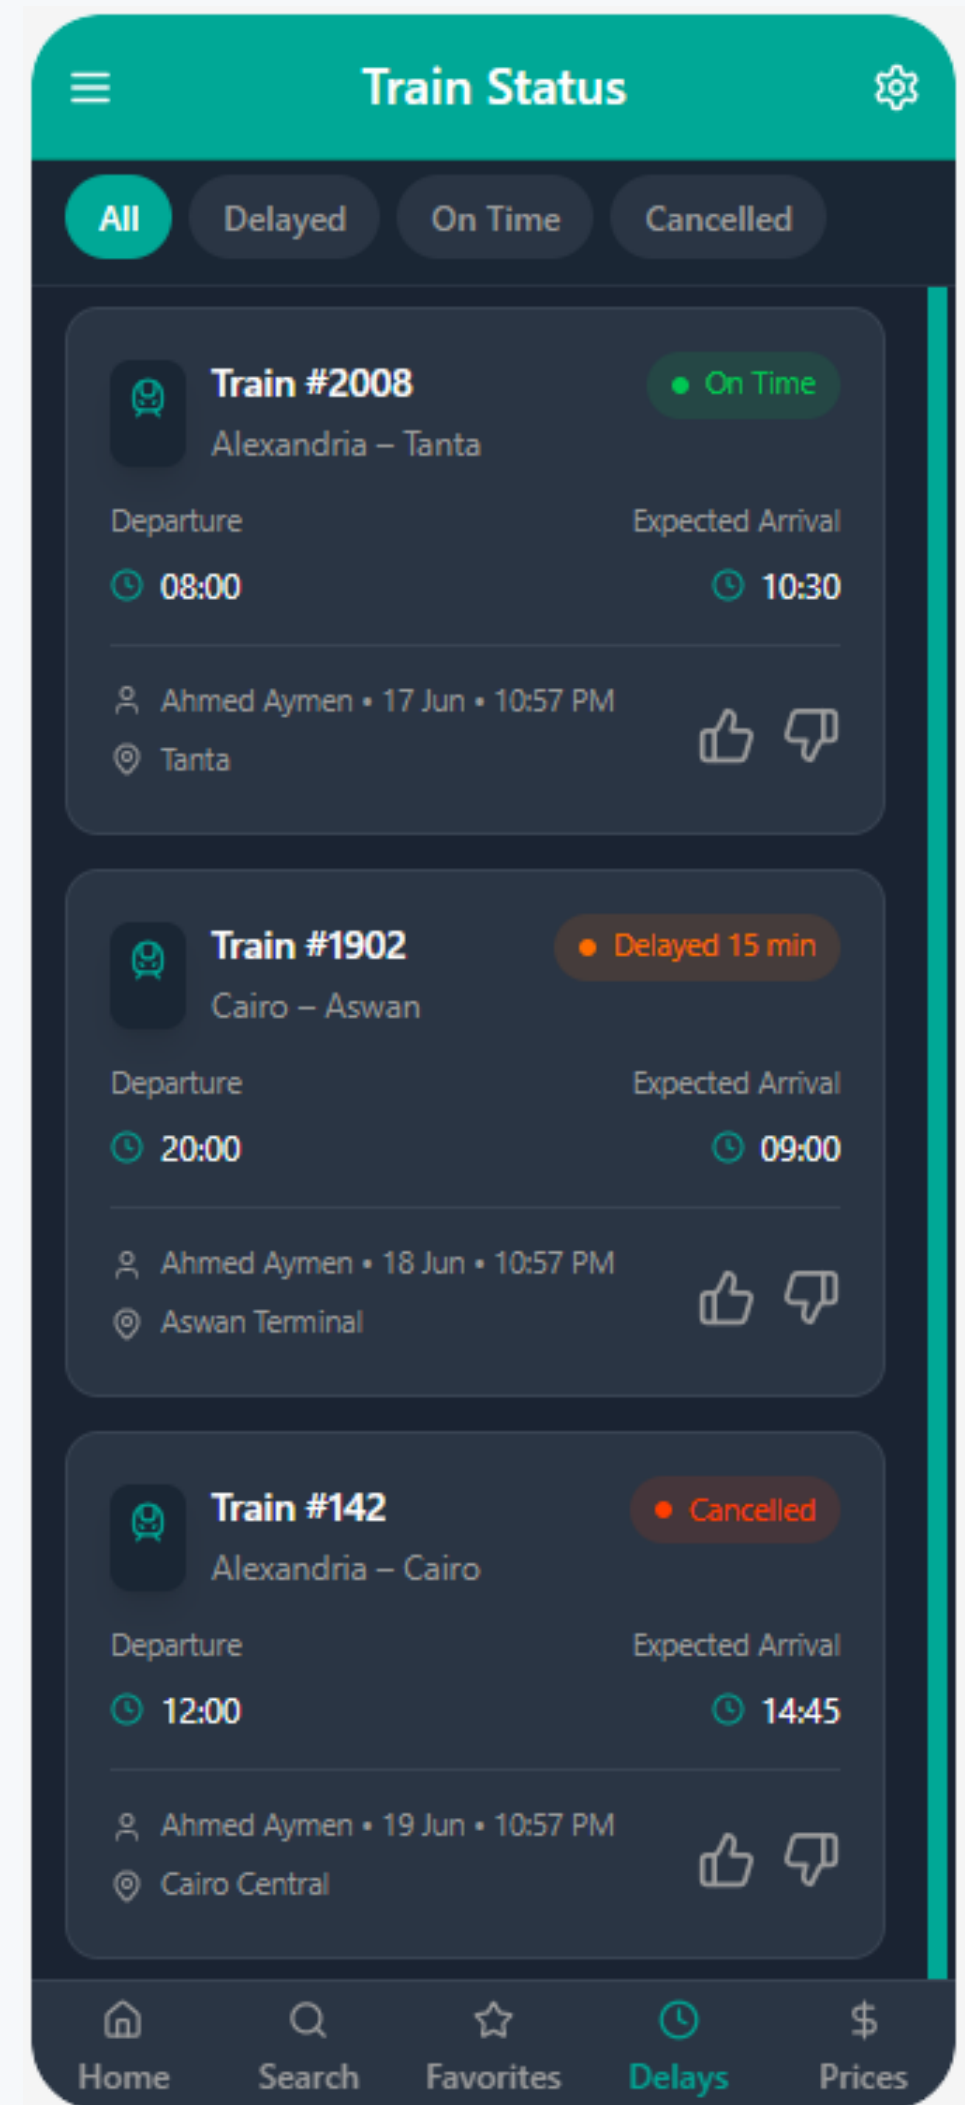 Train Status
All Delayed On Time Cancelled
Train #2008 On Time
Alexandria – Tanta
Departure Expected Arrival
08:00 10:30
Ahmed Aymen • 17 Jun • 10:57 PM
Tanta
Train #1902 Delayed 15 min
Cairo – Aswan
Departure Expected Arrival
20:00 09:00
Ahmed Aymen • 18 Jun • 10:57 PM
Aswan Terminal
Train #142 Cancelled
Alexandria – Cairo
Departure Expected Arrival
12:00 14:45
Ahmed Aymen • 19 Jun • 10:57 PM
Cairo Central
Home Search Favorites Delays Prices